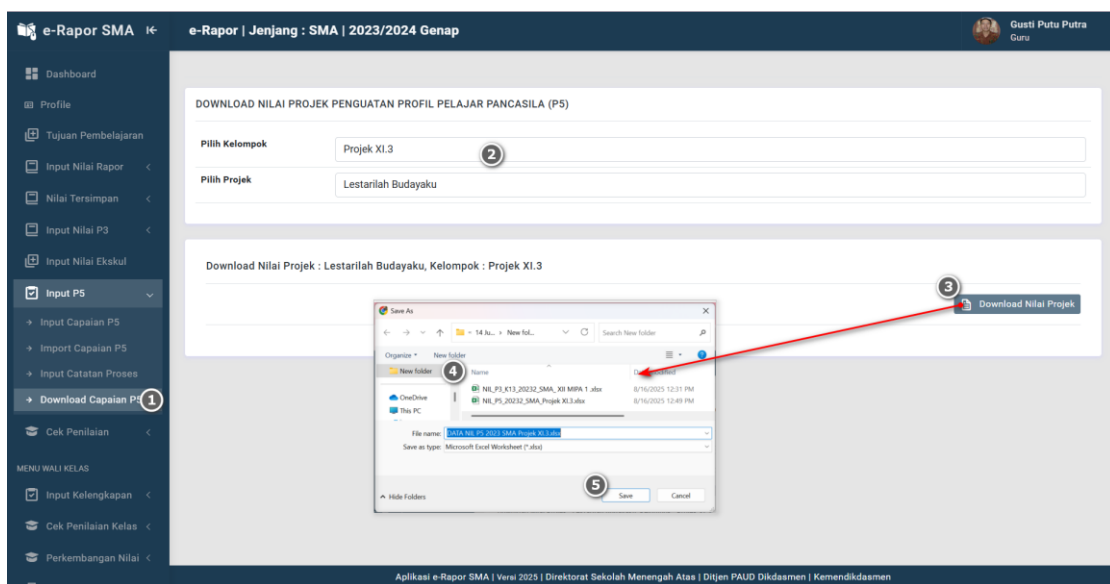 e-Rapor SMA
e-Rapor | Jenjang : SMA | 2023/2024 Genap
Gusti Putu Putra
Guru
Dashboard
Profile
Tujuan Pembelajaran
Input Nilai Rapor
Nilai Tersimpan
Input Nilai P3
Input Nilai Ekskul
Input P5
Input Capaian P5
Import Capaian P5
Input Catatan Proses
Download Capaian P5
1
Cek Penilaian
MENU WALI KELAS
Input Kelengkapan
Cek Penilaian Kelas
Perkembangan Nilai
DOWNLOAD NILAI PROJEK PENGUATAN PROFIL PELAJAR PANCASILA (P5)
Pilih Kelompok
Projek XI.3
2
Pilih Projek
Lestarilah Budayaku
Download Nilai Projek : Lestarilah Budayaku, Kelompok : Projek XI.3
3
Download Nilai Projek
Save As
14 Ju... › New fol...
Search New folder
Organize
New folder
New folder
4
Name
OneDrive
This PC
NIL_P3_K13_20232_SMA_ XII MIPA 1 .xlsx
8/16/2025 12:31 PM
NIL_P5_20232_SMA_Projek XI.3.xlsx
8/16/2025 12:49 PM
File name: DATA NIL P5 2023 SMA Projek XI.3.xlsx
Save as type: Microsoft Excel Worksheet (*.xlsx)
Hide Folders
5
Save
Cancel
Aplikasi e-Rapor SMA | Versi 2025 | Direktorat Sekolah Menengah Atas | Ditjen PAUD Dikdasmen | Kemendikdasmen